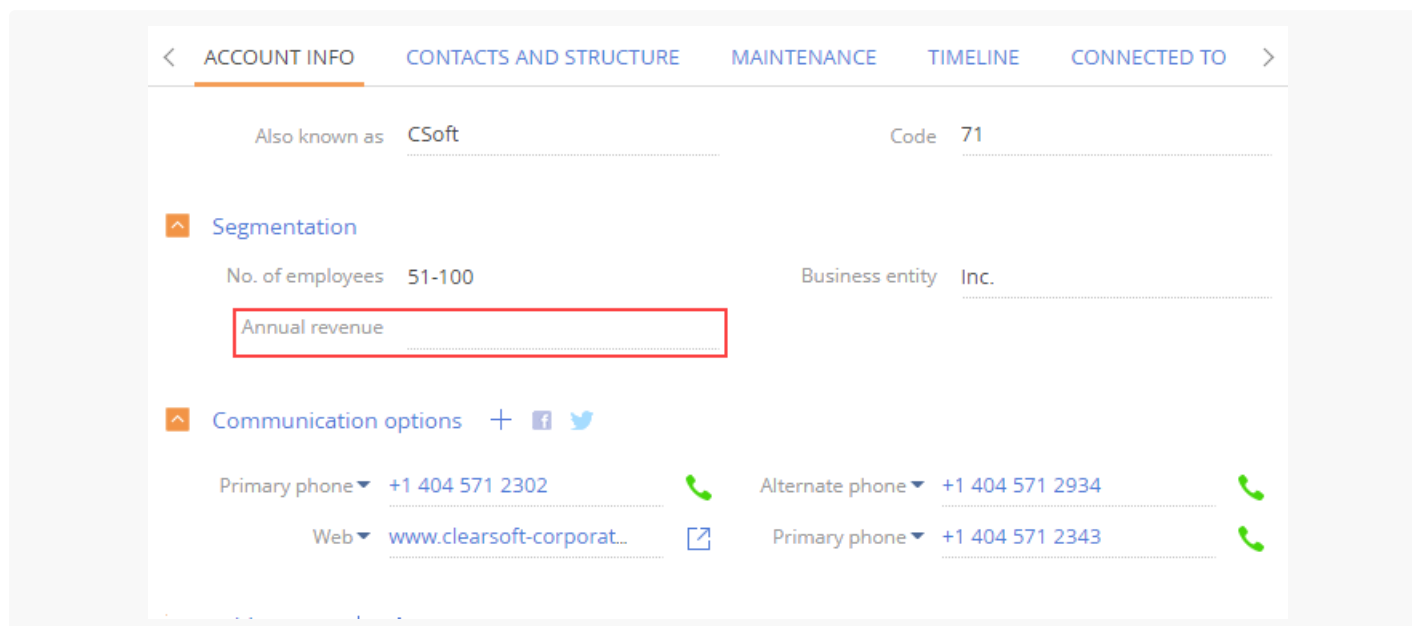 ACCOUNT INFO CONTACTS AND STRUCTURE MAINTENANCE TIMELINE CONNECTED TO
Also known as CSoft Code 71
Segmentation
No. of employees 51-100 Business entity Inc.
Annual revenue
Communication options
Primary phone +1 404 571 2302 Alternate phone +1 404 571 2934
Web www.clearsoft-corporat... Primary phone +1 404 571 2343